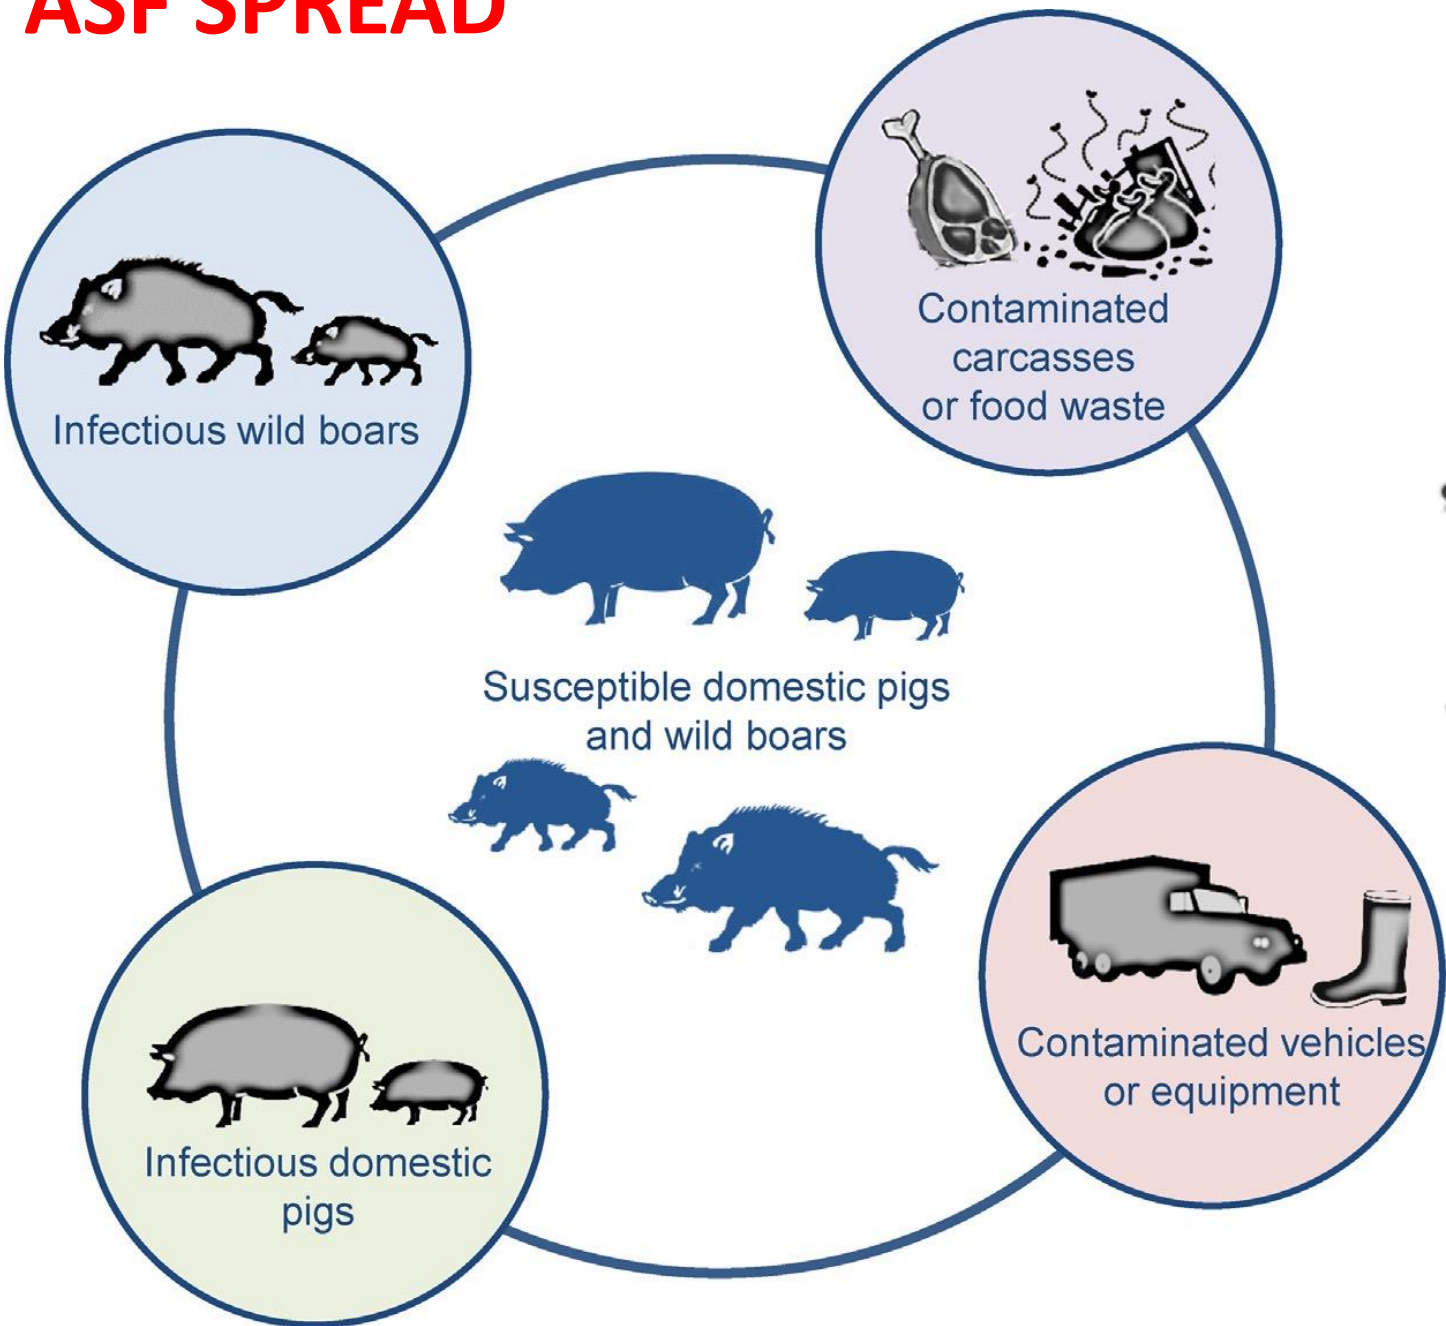 ASF SPREAD
Contaminated
carcasses
or food waste
Infectious wild boars
Susceptible domestic pigs
and wild boars
Contaminated vehicles
or equipment
Infectious domestic
pigs